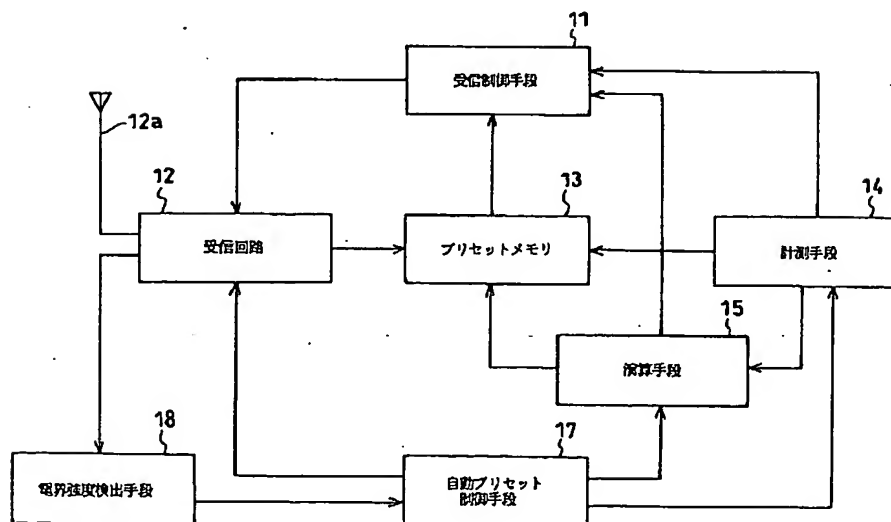 11
受信制御手段
12a
12
受信回路
13
プリセットメモリ
14
計測手段
15
演算手段
18
電界強度検出手段
17
自動プリセット
制御手段